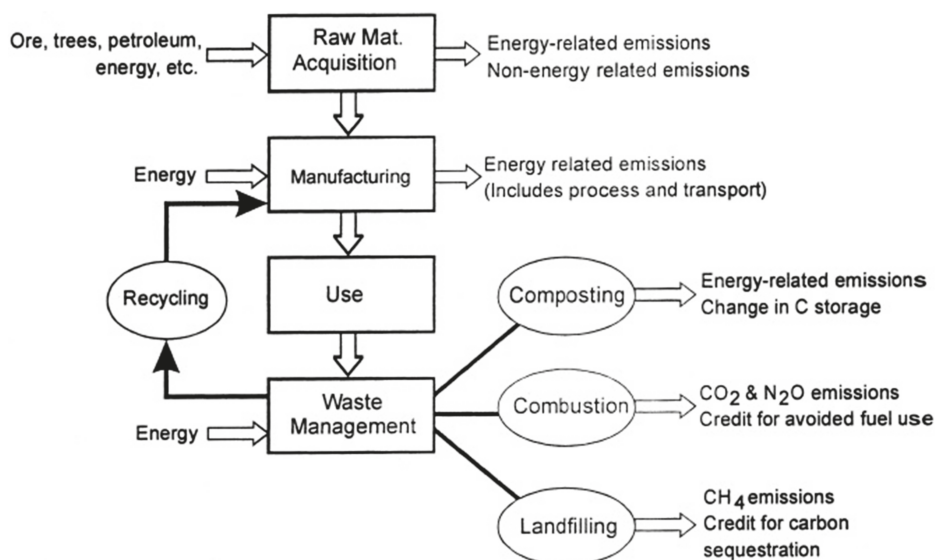 Ore, trees, petroleum,
energy, etc.
Raw Mat.
Acquisition
Energy-related emissions
Non-energy related emissions
Energy
Manufacturing
Energy related emissions
(Includes process and transport)
Recycling
Use
Composting
Energy-related emissions
Change in C storage
Waste
Management
Energy
Combustion
CO2 & N2O emissions
Credit for avoided fuel use
Landfilling
CH4 emissions
Credit for carbon
sequestration